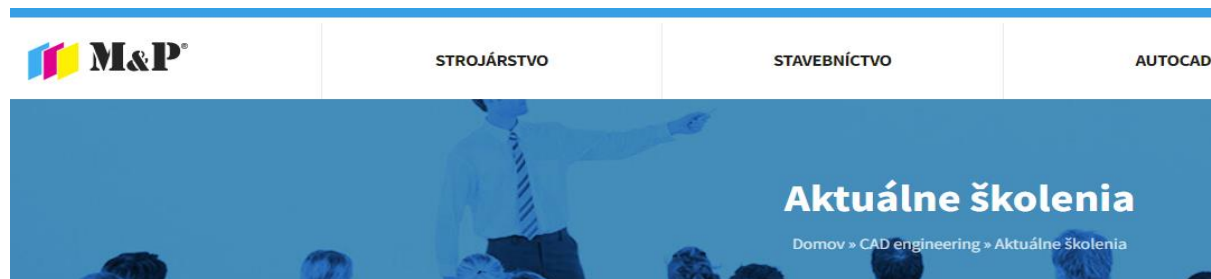 M&P®
STROJÁRSTVO
STAVEBNÍCTVO
AUTOCAD
Aktuálne školenia
Domov » CAD engineering » Aktuálne školenia